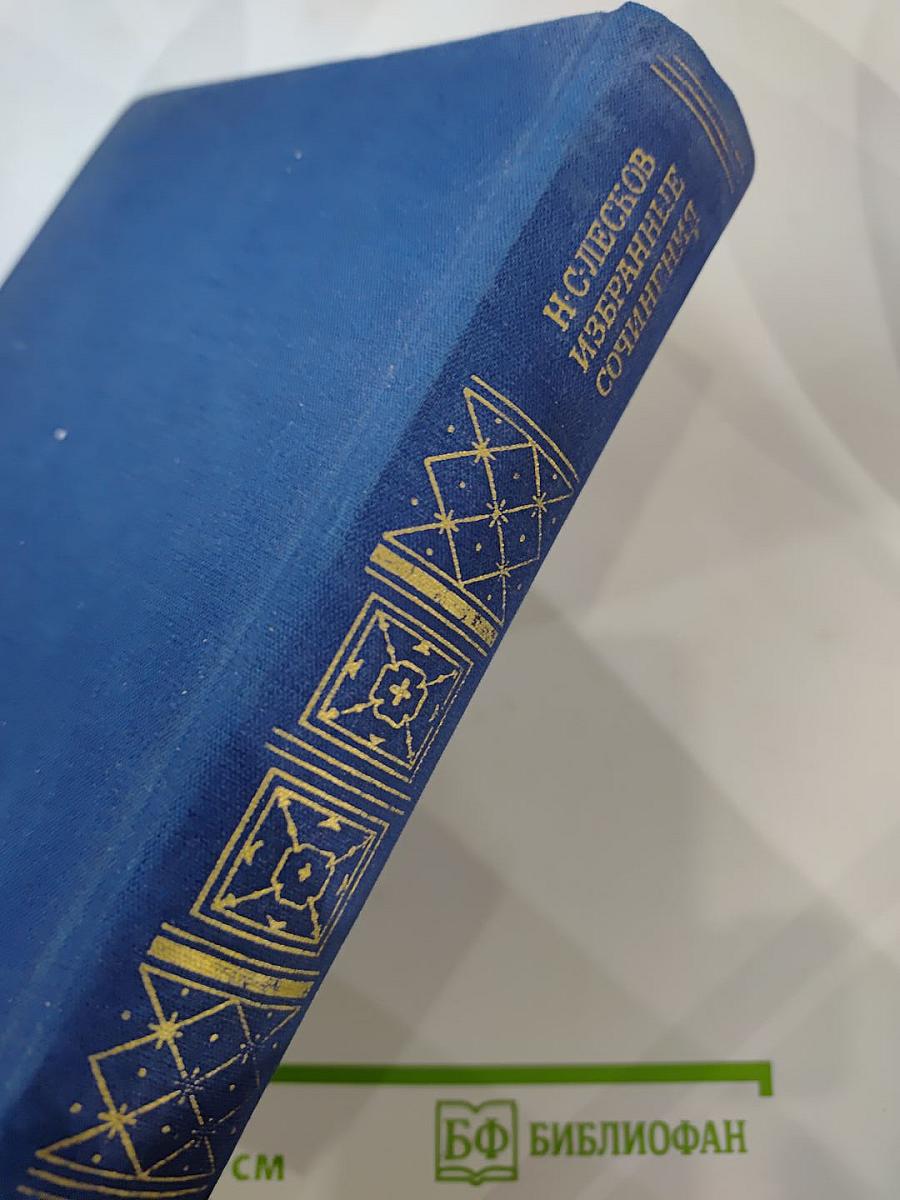 Н·С·ЛЕСКОВ
ИЗБРАННЫЕ
СОЧИНЕНИЯ
СМ
БФ БИБЛИОФАН